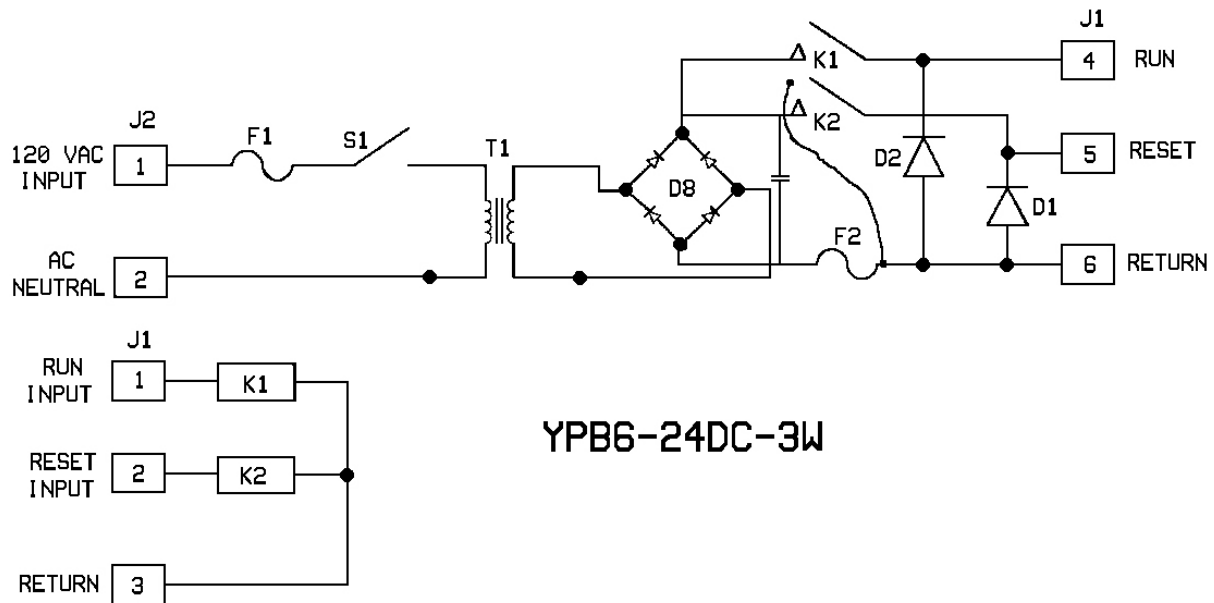 J1
4 RUN
K1
J2
F1
S1
T1
K2
120 VAC
INPUT
1
D8
D2
5 RESET
D1
F2
AC
NEUTRAL
2
6 RETURN
J1
RUN
INPUT
1
K1
YPB6-24DC-3W
RESET
INPUT
2
K2
RETURN
3